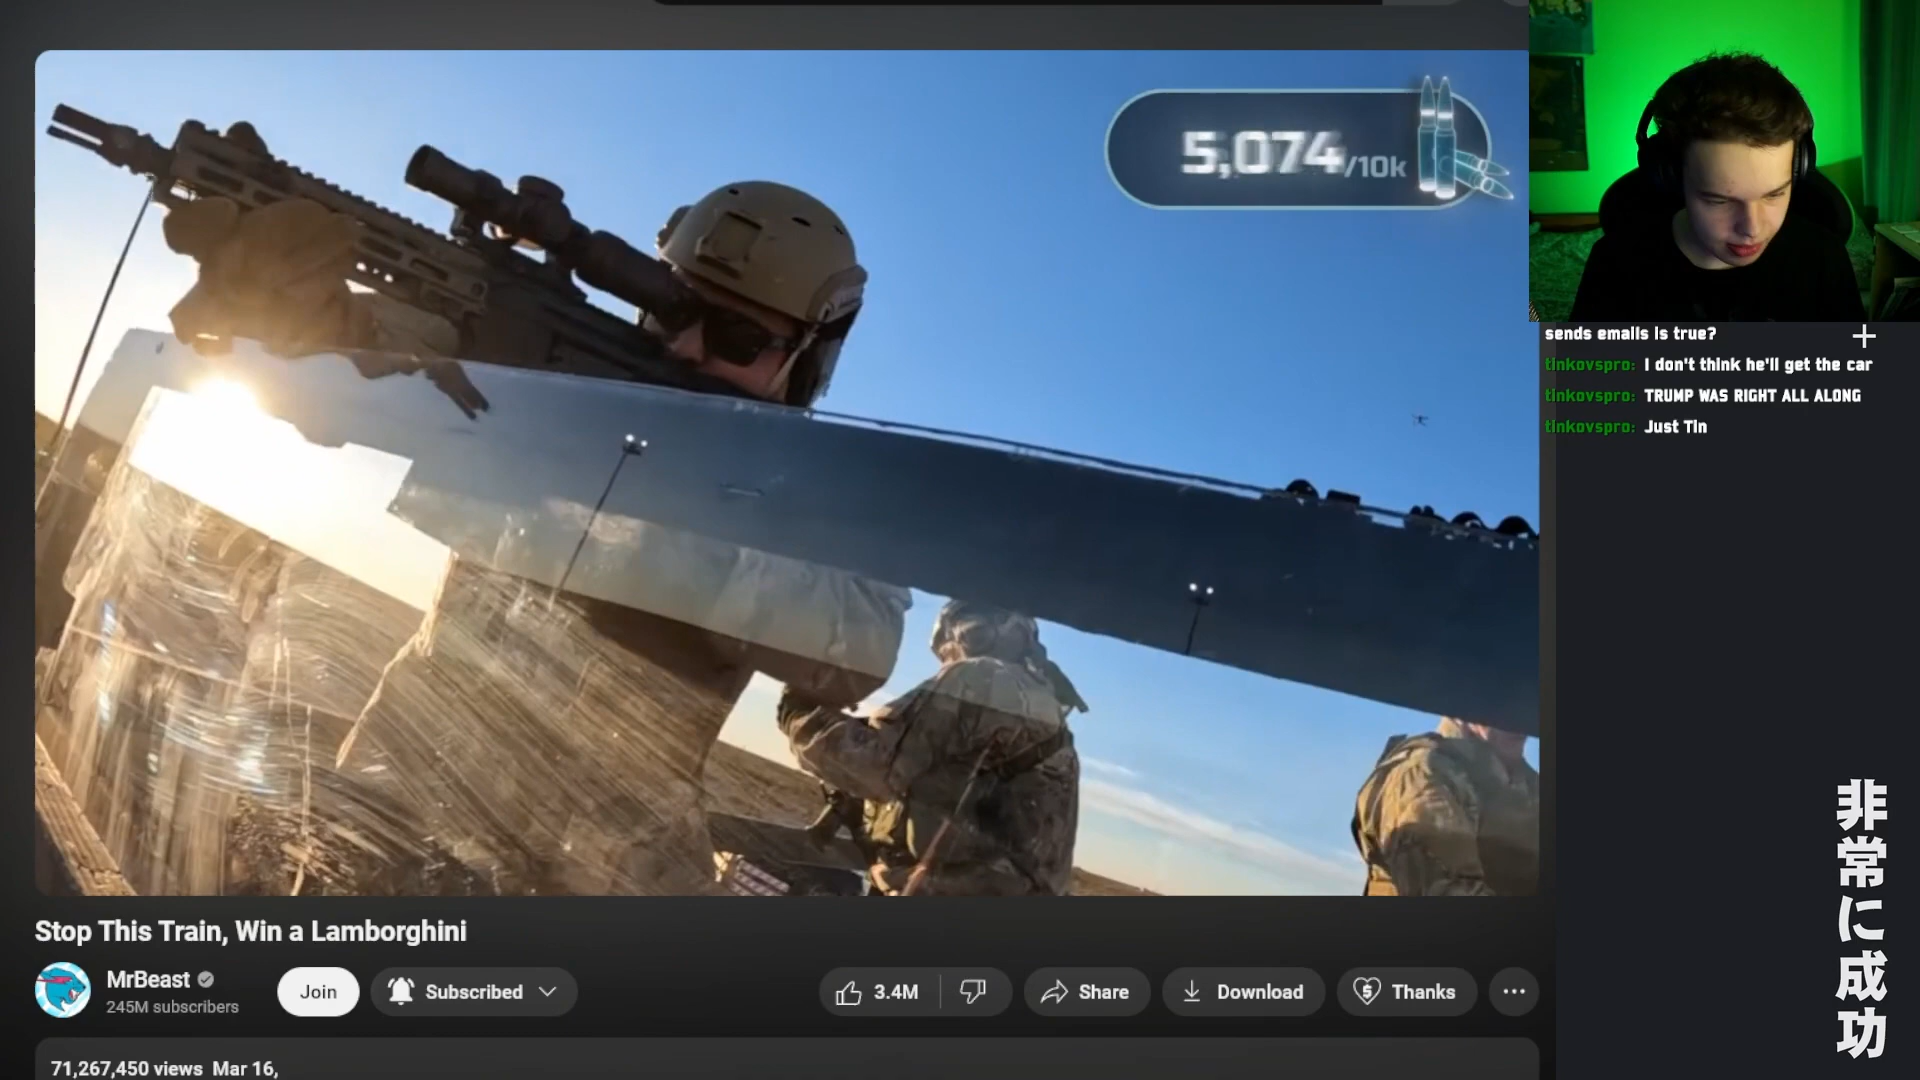 5,074/10k
sends emails is true?
tinkovspro: I don't think he'll get the car
tinkovspro: TRUMP WAS RIGHT ALL ALONG
tinkovspro: Just Tin
非常に成功
Stop This Train, Win a Lamborghini
MrBeast
245M subscribers
Join
Subscribed
3.4M
Share
Download
Thanks
71,267,450 views Mar 16,